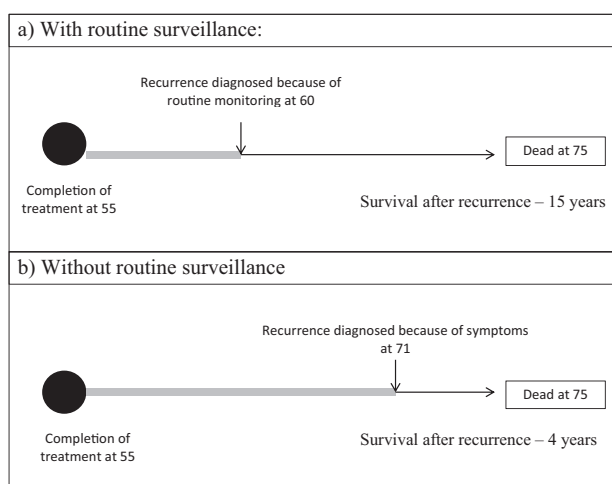 a) With routine surveillance:
Recurrence diagnosed because of
routine monitoring at 60
Dead at 75
Completion of
treatment at 55
Survival after recurrence – 15 years
b) Without routine surveillance
Recurrence diagnosed because of symptoms
at 71
Dead at 75
Completion of
treatment at 55
Survival after recurrence – 4 years